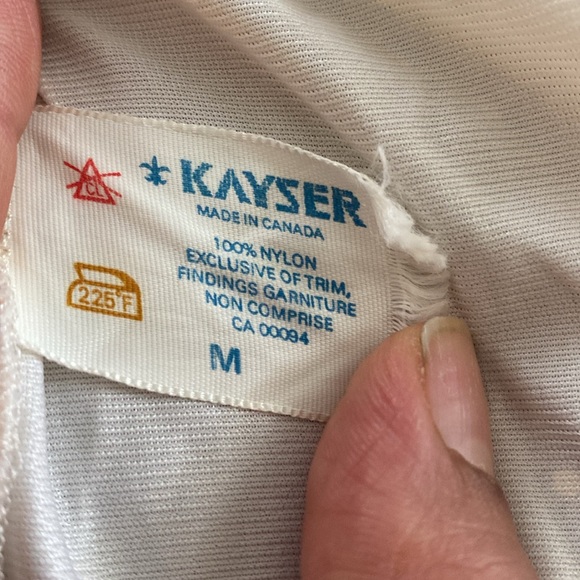 KAYSER
MADE IN CANADA
100% NYLON
EXCLUSIVE OF TRIM,
FINDINGS GARNITURE
NON COMPRISE
CA 00094
M
CL
225°F